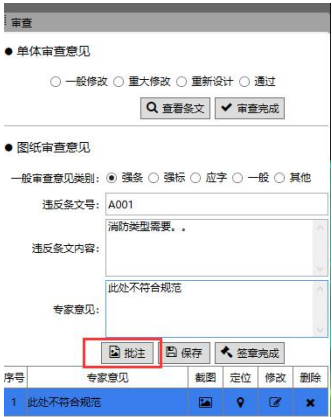 审查
● 单体审查意见
一般修改 重大修改 重新设计 通过
查看条文 审查完成
● 图纸审查意见
一般审查意见类别: 强条 强标 应字 一般 其他
违反条文号: A001
违反条文内容: 消防类型需要。。
专家意见: 此处不符合规范
批注 保存 签章完成
序号 专家意见 截图 定位 修改 删除
1 此处不符合规范